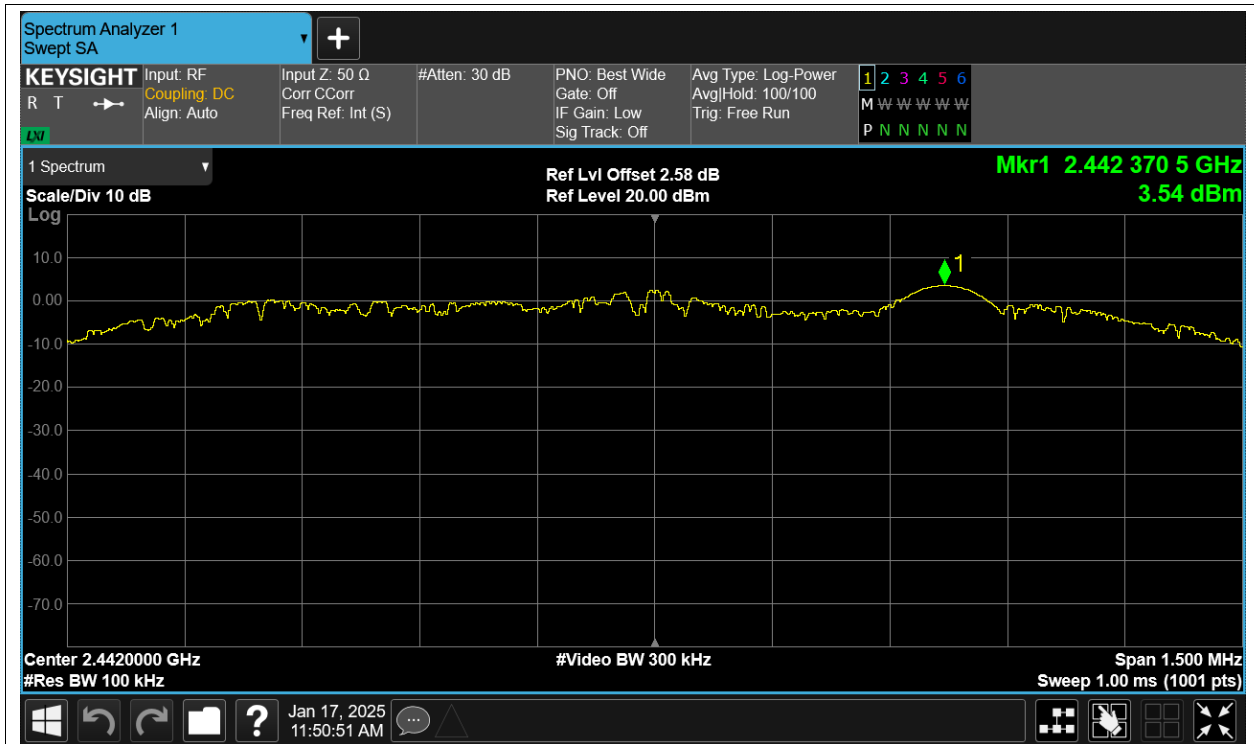 Spectrum Analyzer 1
Swept SA
KEYSIGHT
R T
LXI
Input: RF
Coupling: DC
Align: Auto
Input Z: 50 Ω
Corr CCorr
Freq Ref: Int (S)
#Atten: 30 dB
PNO: Best Wide
Gate: Off
IF Gain: Low
Sig Track: Off
Avg Type: Log-Power
Avg|Hold: 100/100
Trig: Free Run
1 2 3 4 5 6
M W W W W W
P N N N N N
1 Spectrum
Scale/Div 10 dB
Ref Lvl Offset 2.58 dB
Ref Level 20.00 dBm
Mkr1 2.442 370 5 GHz
3.54 dBm
Log
10.0
0.00
-10.0
-20.0
-30.0
-40.0
-50.0
-60.0
-70.0
1
Center 2.4420000 GHz
#Res BW 100 kHz
#Video BW 300 kHz
Span 1.500 MHz
Sweep 1.00 ms (1001 pts)
?
Jan 17, 2025
11:50:51 AM